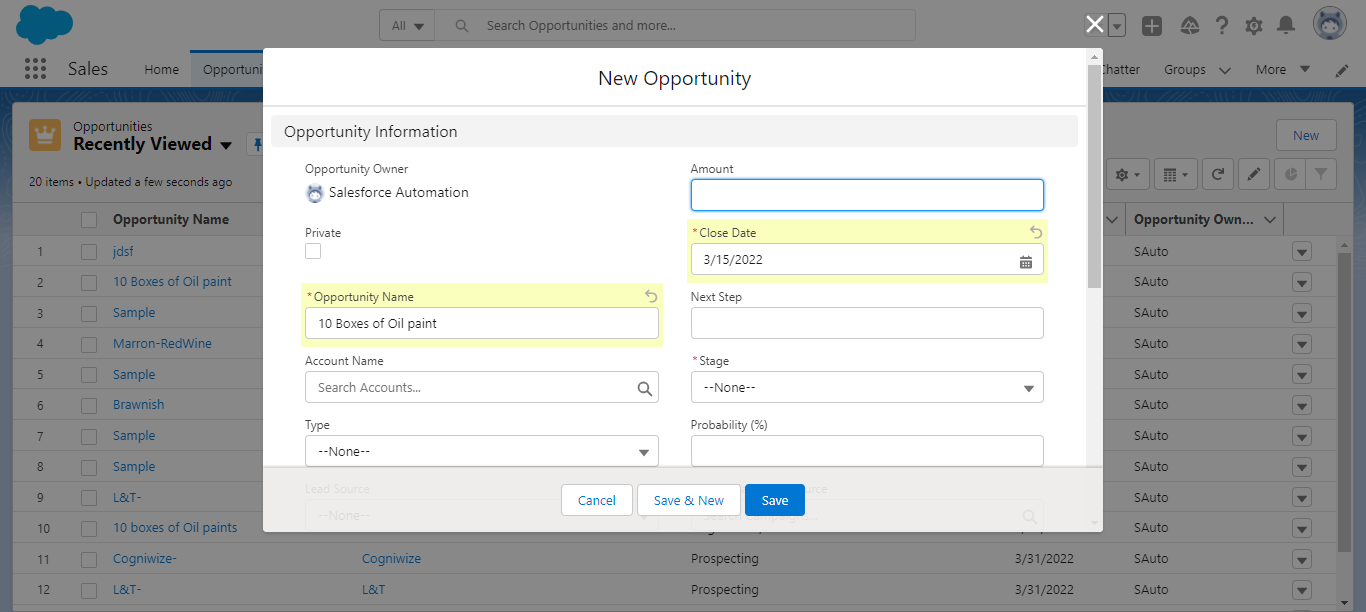 All
Search Opportunities and more...
Sales
Home
Opportuni
Chatter
Groups
More
Opportunities
Recently Viewed
20 items • Updated a few seconds ago
New
Opportunity Name
Opportunity Own...
1 jdsf SAuto
2 10 Boxes of Oil paint SAuto
3 Sample SAuto
4 Marron-RedWine SAuto
5 Sample SAuto
6 Brawnish SAuto
7 Sample SAuto
8 Sample SAuto
9 L&T- SAuto
10 10 boxes of Oil paints SAuto
11 Cogniwize- Cogniwize Prospecting 3/31/2022 SAuto
12 L&T- L&T Prospecting 3/31/2022 SAuto
New Opportunity
Opportunity Information
Opportunity Owner
Salesforce Automation
Amount
Private
*Close Date
3/15/2022
*Opportunity Name
10 Boxes of Oil paint
Next Step
Account Name
Search Accounts...
*Stage
--None--
Type
--None--
Probability (%)
Lead Source
--None--
Cancel
Save & New
Save